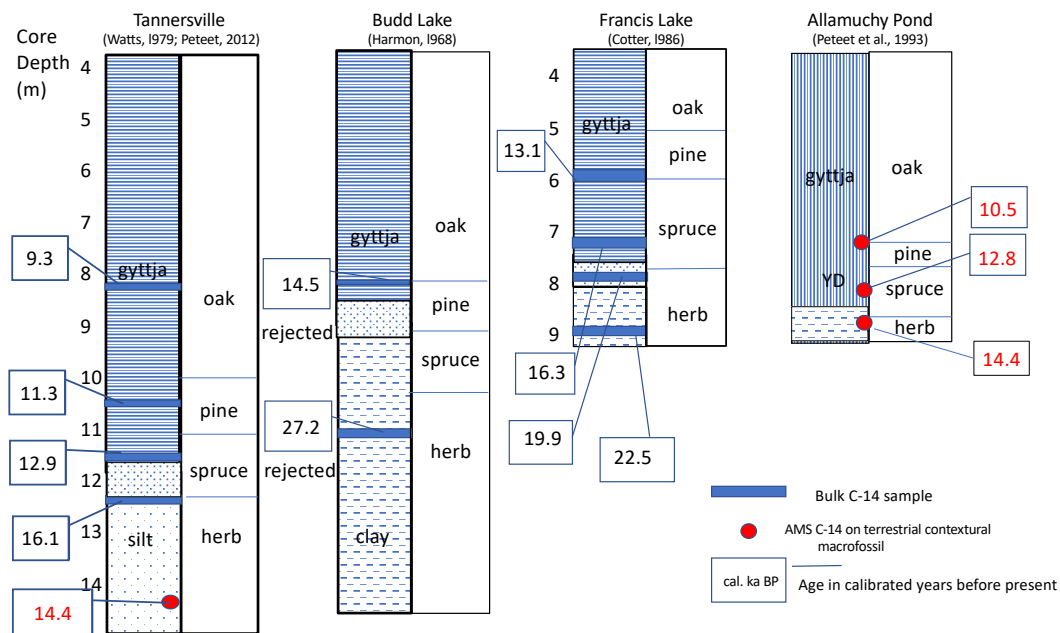 Tannersville
(Watts, l979; Peteet, 2012)
Budd Lake
(Harmon, l968)
Francis Lake
(Cotter, l986)
Allamuchy Pond
(Peteet et al., 1993)
Core
Depth
(m)
4
5
6
7
8
9
10
11
12
13
14
9.3
11.3
12.9
16.1
14.4
gyttja
silt
oak
pine
spruce
herb
14.5
rejected
27.2
rejected
gyttja
clay
oak
pine
spruce
herb
4
5
6
7
8
9
13.1
gyttja
oak
pine
spruce
herb
16.3
19.9
22.5
gyttja
YD
oak
pine
spruce
herb
10.5
12.8
14.4
Bulk C-14 sample
AMS C-14 on terrestrial contextural
macrofossil
cal. ka BP
Age in calibrated years before present